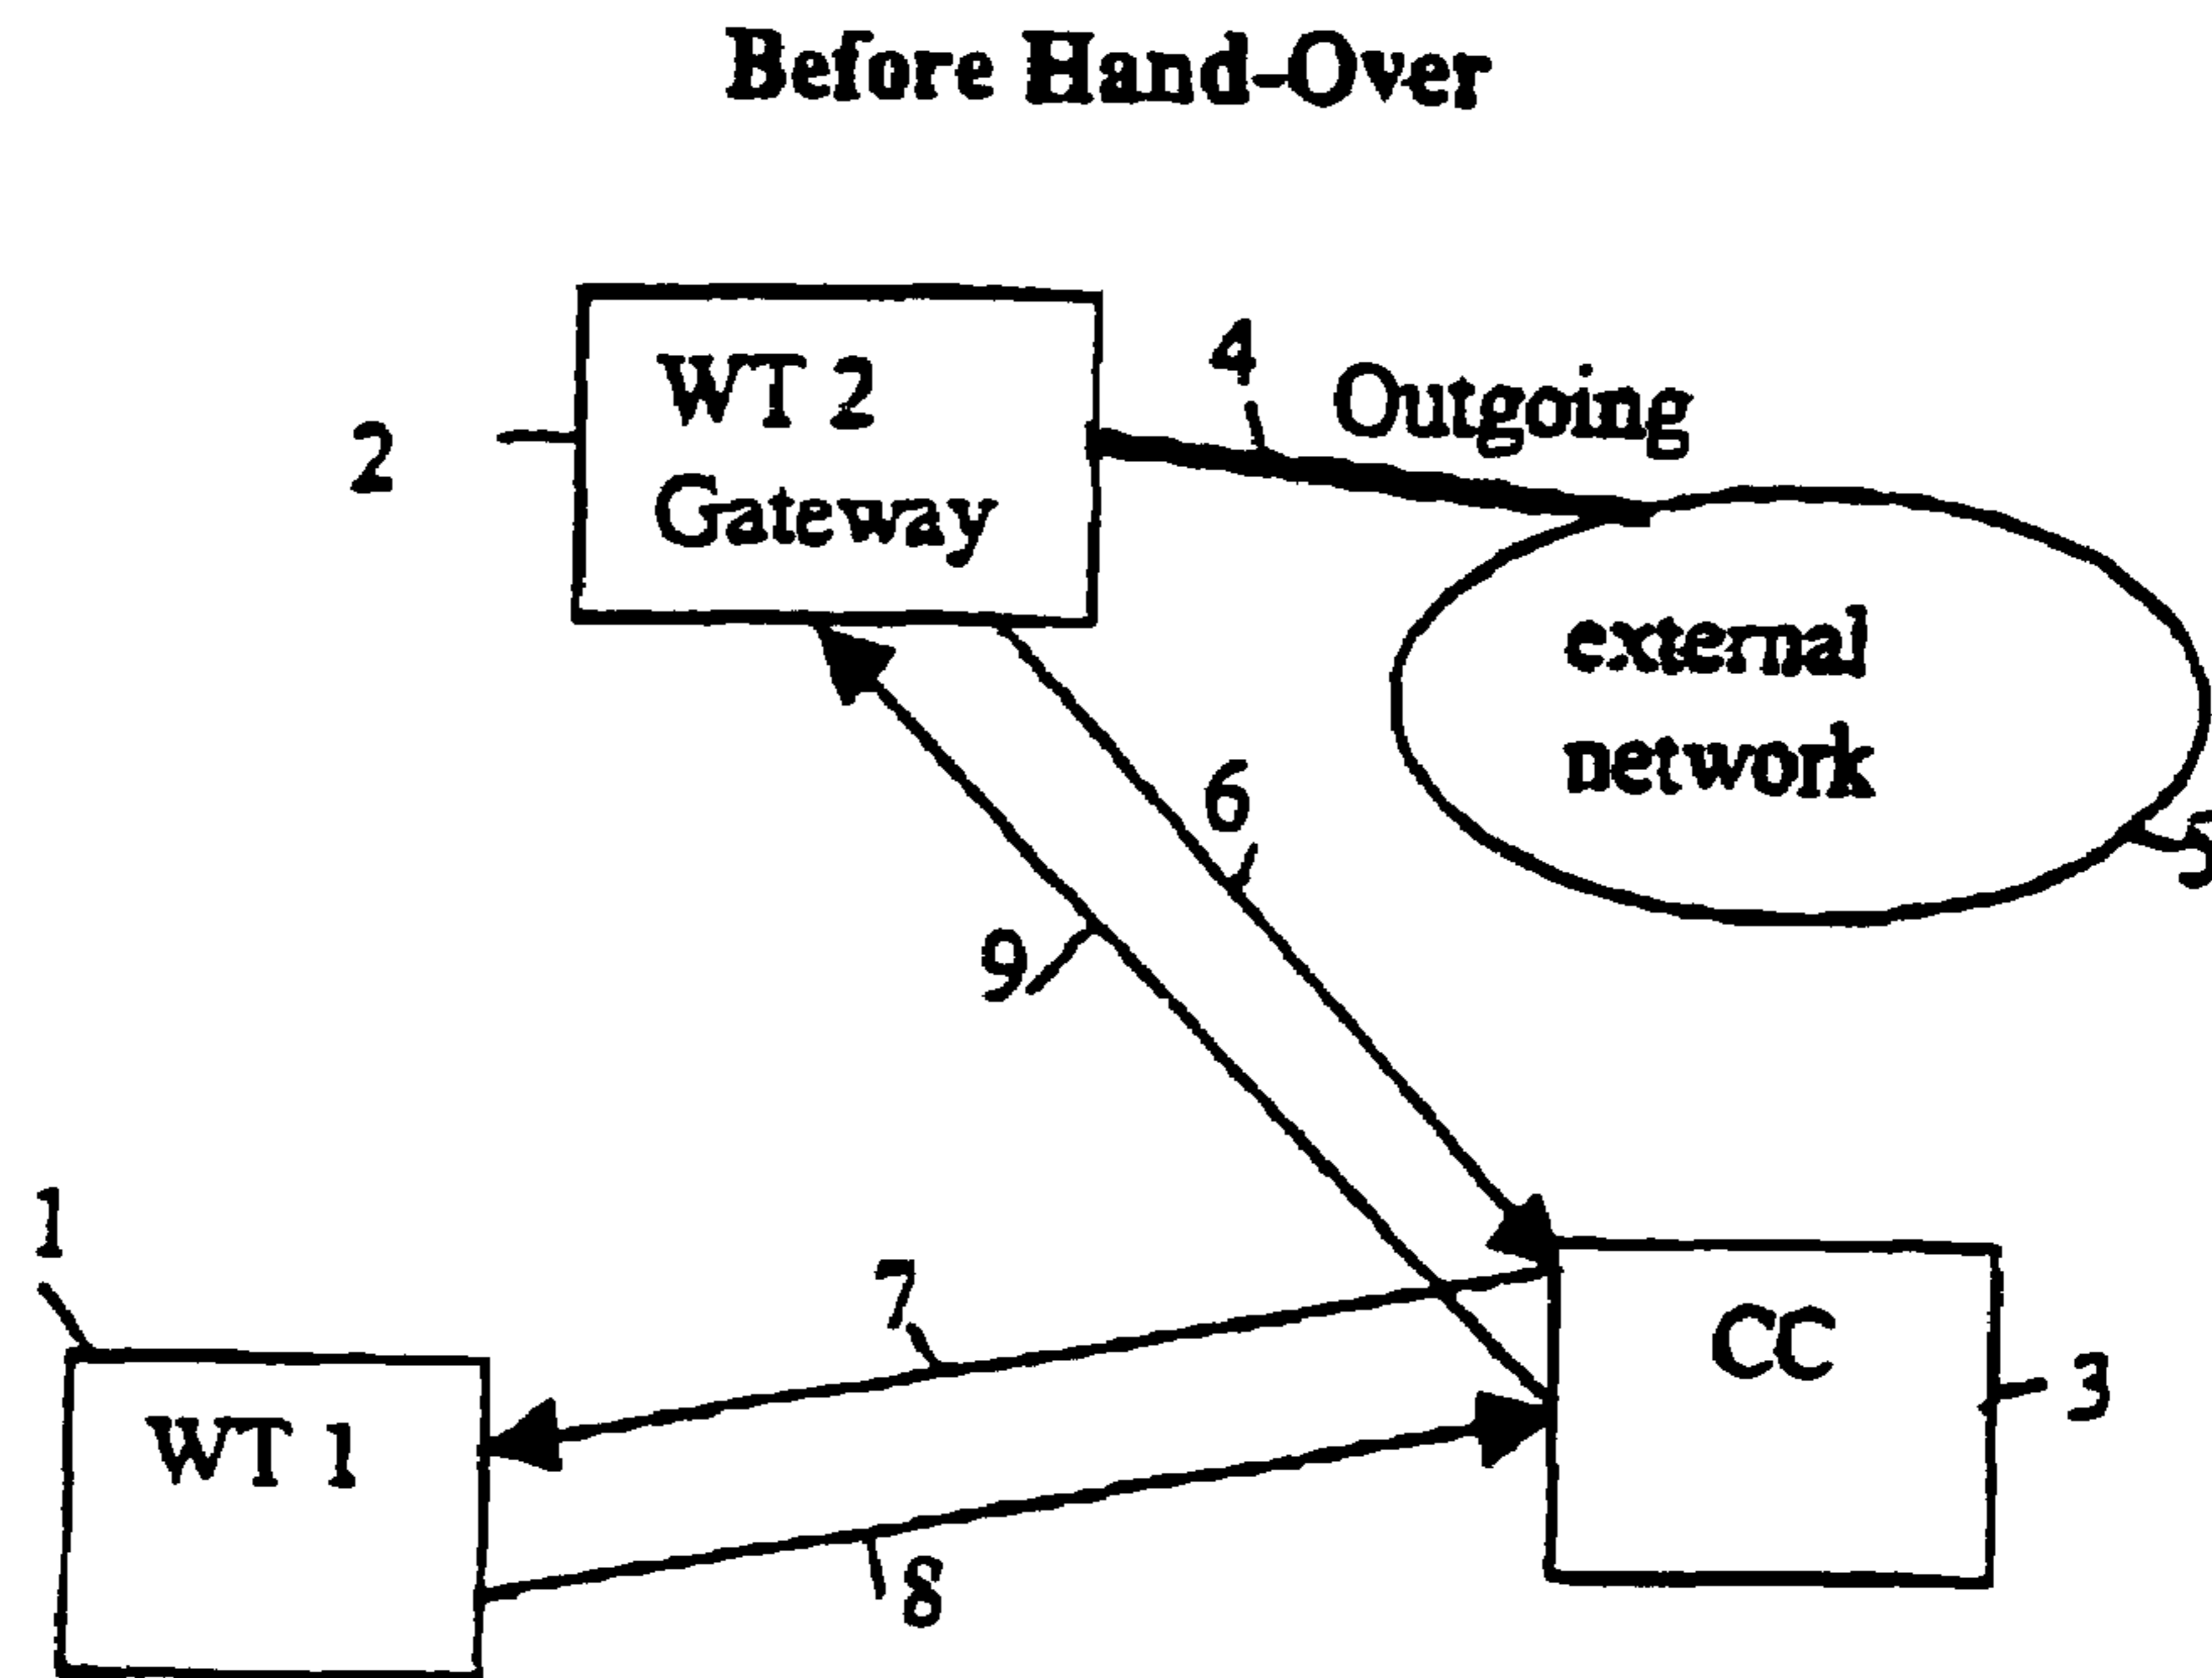 Before Hand-Over
4
Outgoing
WT 2
Gateway
2
external
network
5
6
9
1
7
CC
3
WT 1
8